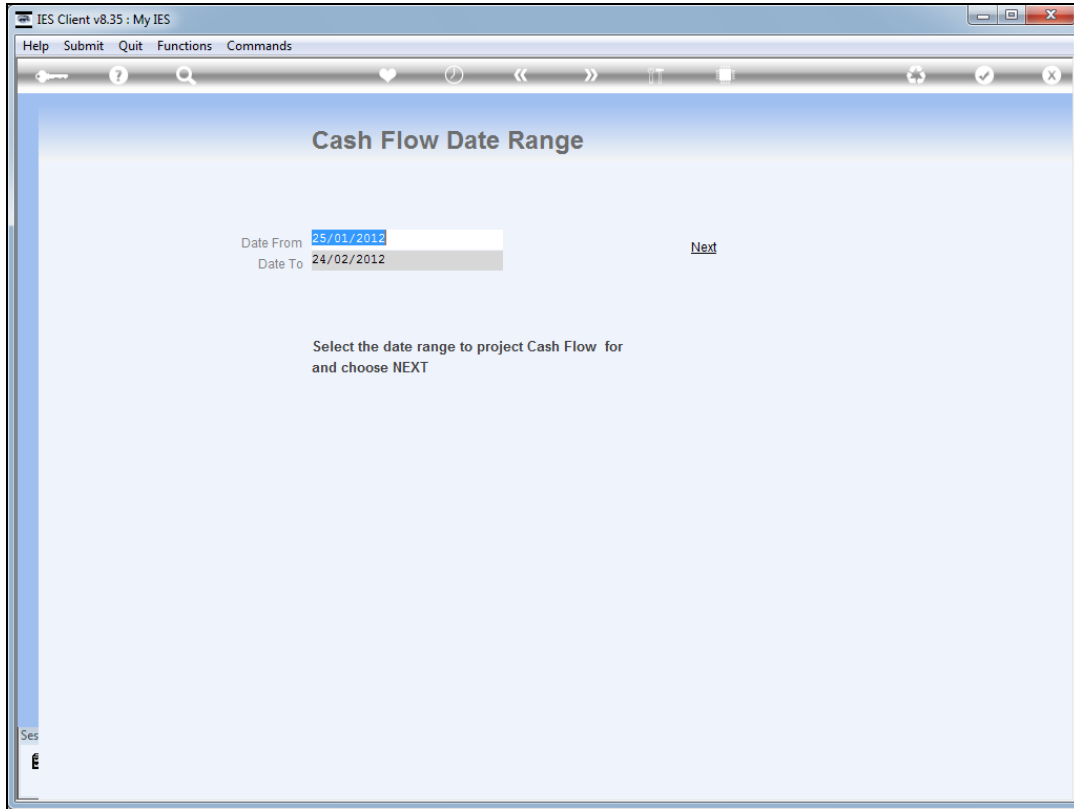 IES Client v8.35 : My IES
Help Submit Quit Functions Commands
Cash Flow Date Range
Date From 25/01/2012
Next
Date To 24/02/2012
Select the date range to project Cash Flow for
and choose NEXT
Ses